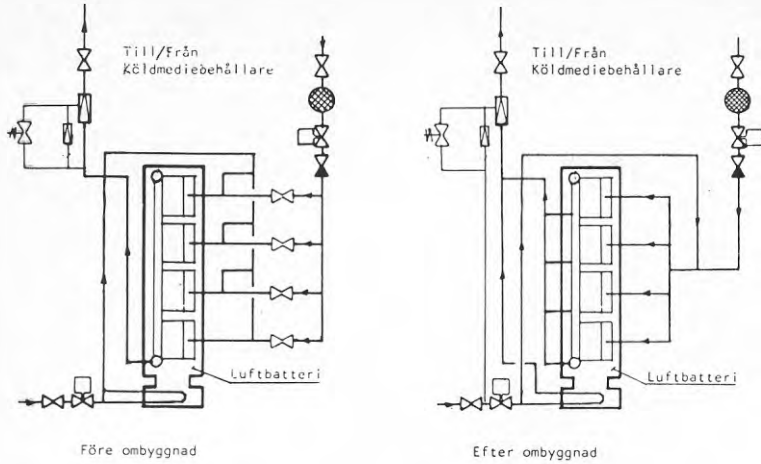 Till/Från
Köldmediebehållare
Luftbatteri
Före ombyggnad
Till/Från
Köldmediebehållare
Luftbatteri
Efter ombyggnad